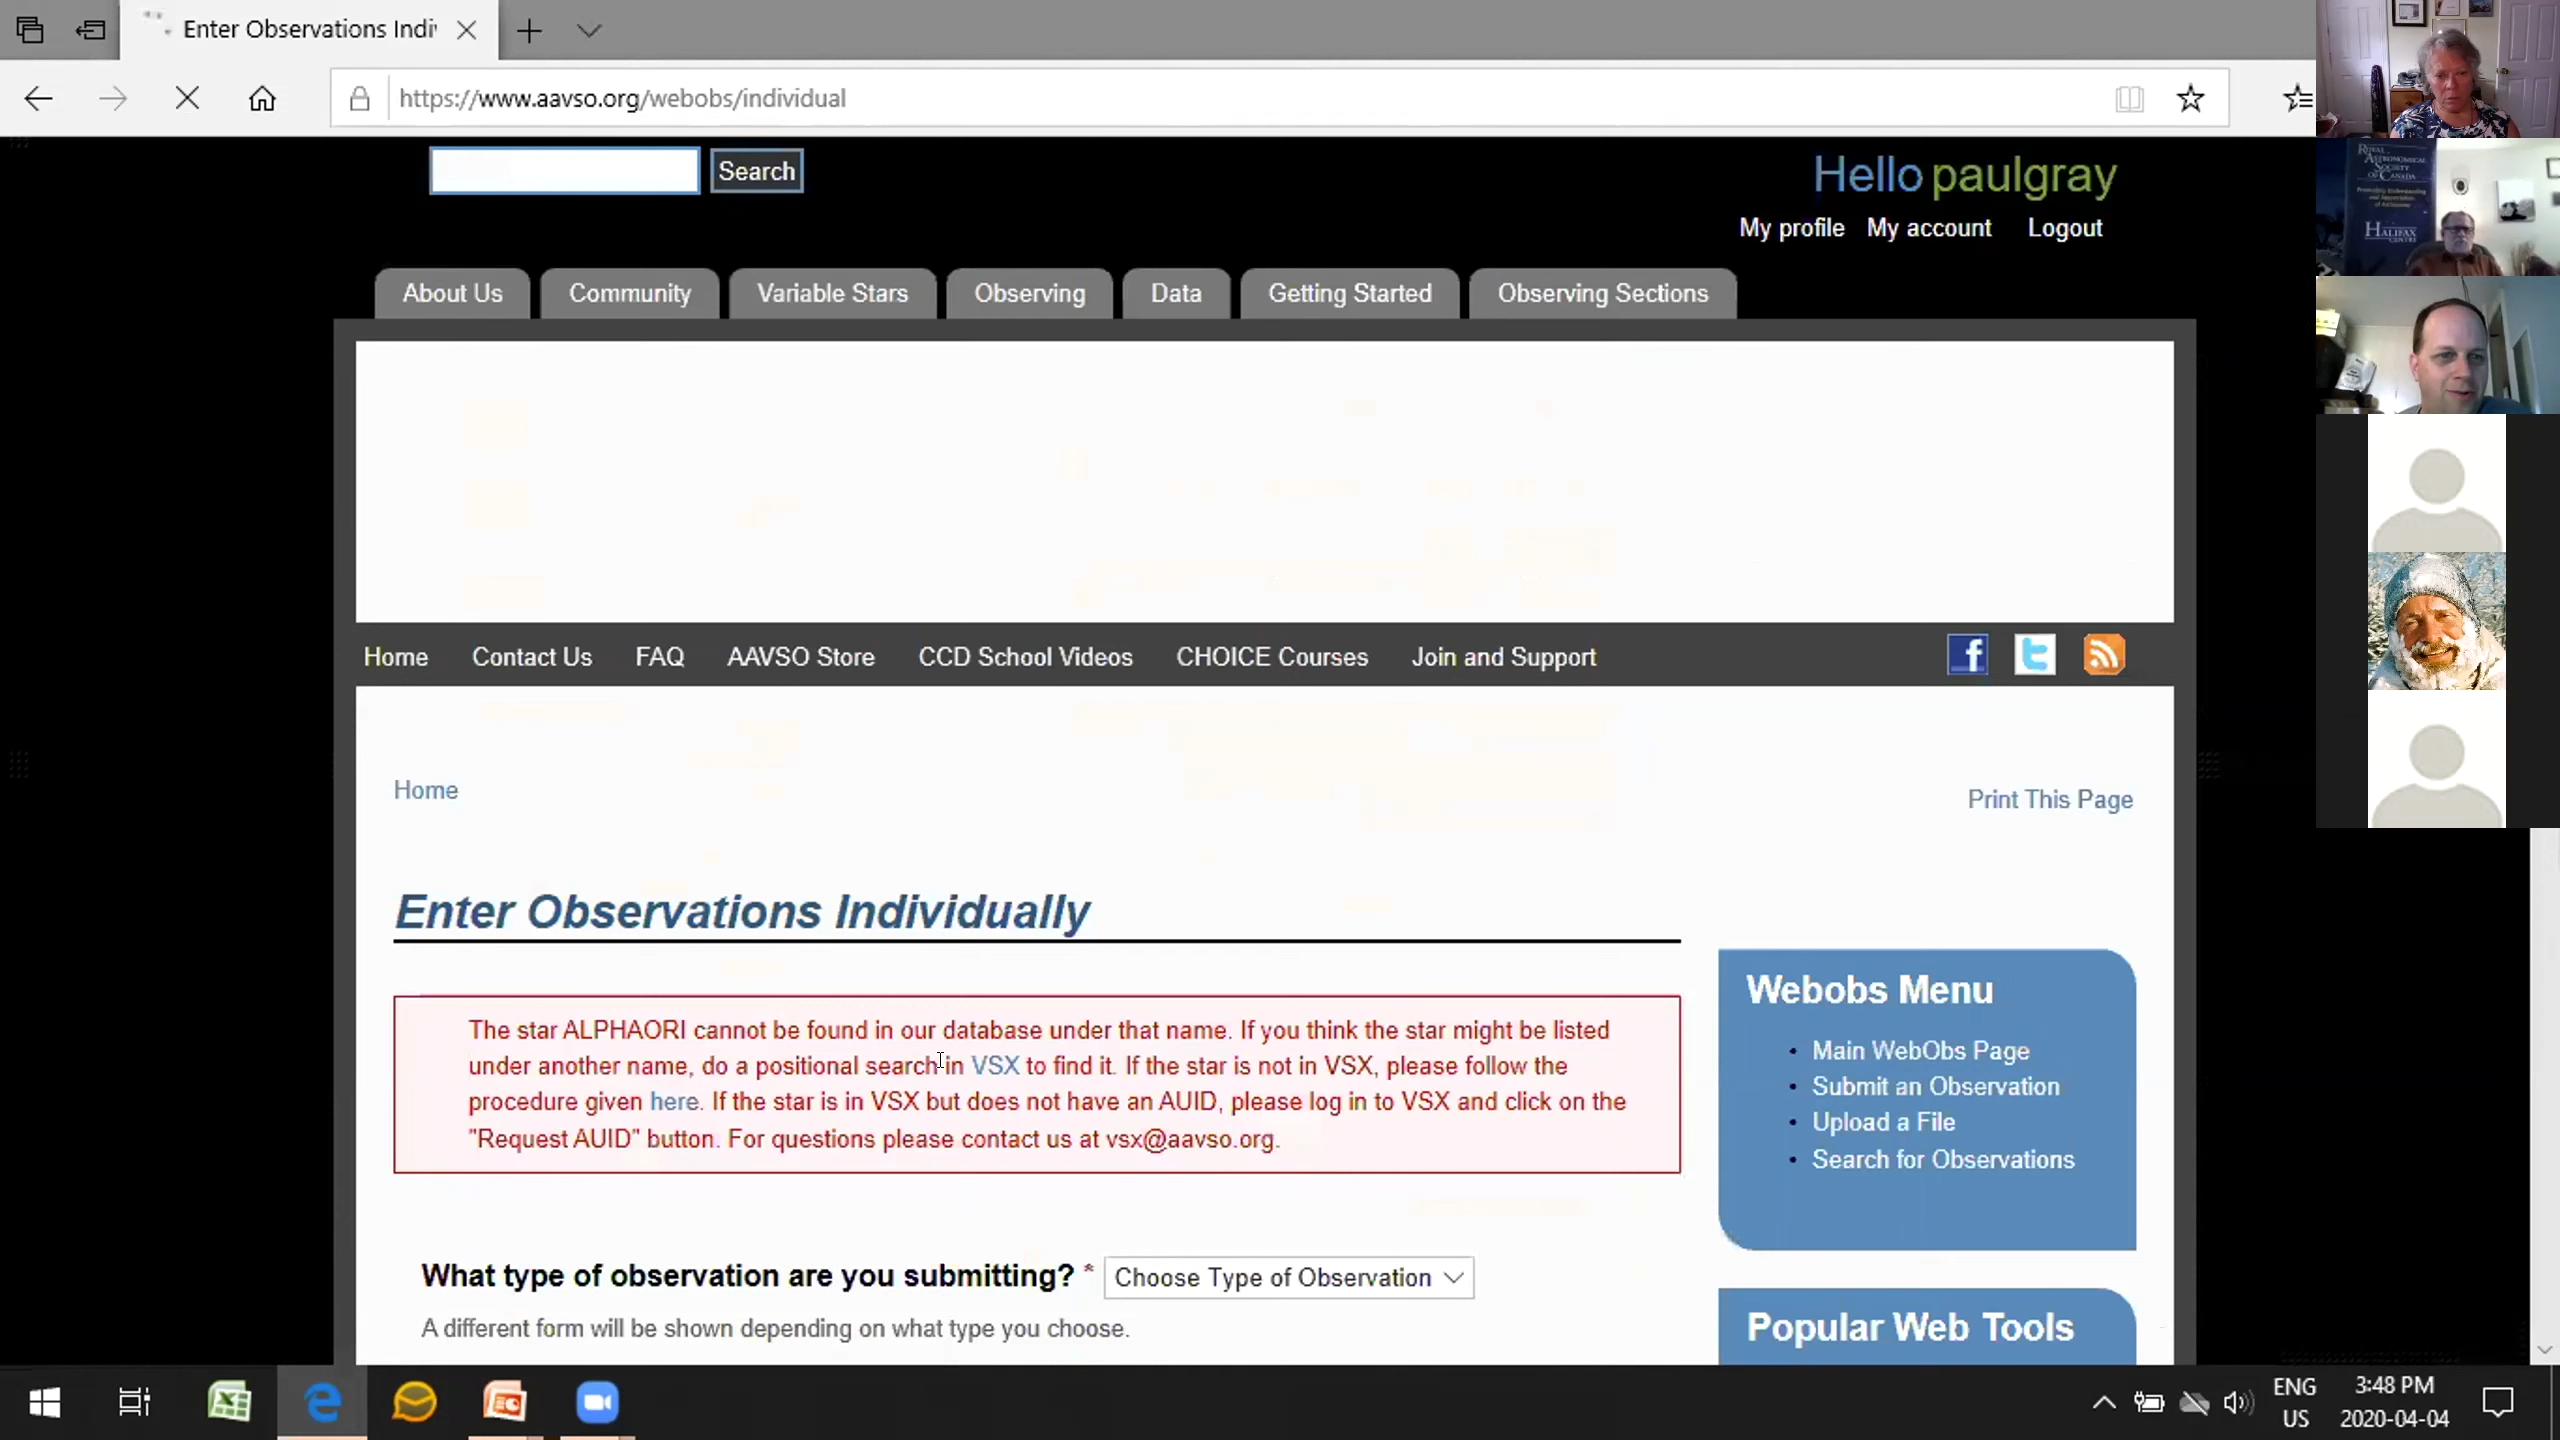 Enter Observations Indiv
https://www.aavso.org/webobs/individual
Search
Hello paulgray
My profile My account Logout
About Us Community Variable Stars Observing Data Getting Started Observing Sections
Home Contact Us FAQ AAVSO Store CCD School Videos CHOICE Courses Join and Support
Home
Print This Page
Enter Observations Individually
The star ALPHAORI cannot be found in our database under that name. If you think the star might be listed
under another name, do a positional search in VSX to find it. If the star is not in VSX, please follow the
procedure given here. If the star is in VSX but does not have an AUID, please log in to VSX and click on the
"Request AUID" button. For questions please contact us at vsx@aavso.org.
What type of observation are you submitting? * Choose Type of Observation
A different form will be shown depending on what type you choose.
Webobs Menu
• Main WebObs Page
• Submit an Observation
• Upload a File
• Search for Observations
Popular Web Tools
ROYAL
ASTRONOMICAL
SOCIETY
OF CANADA
HALIFAX
CENTRE
ENG
US
3:48 PM
2020-04-04